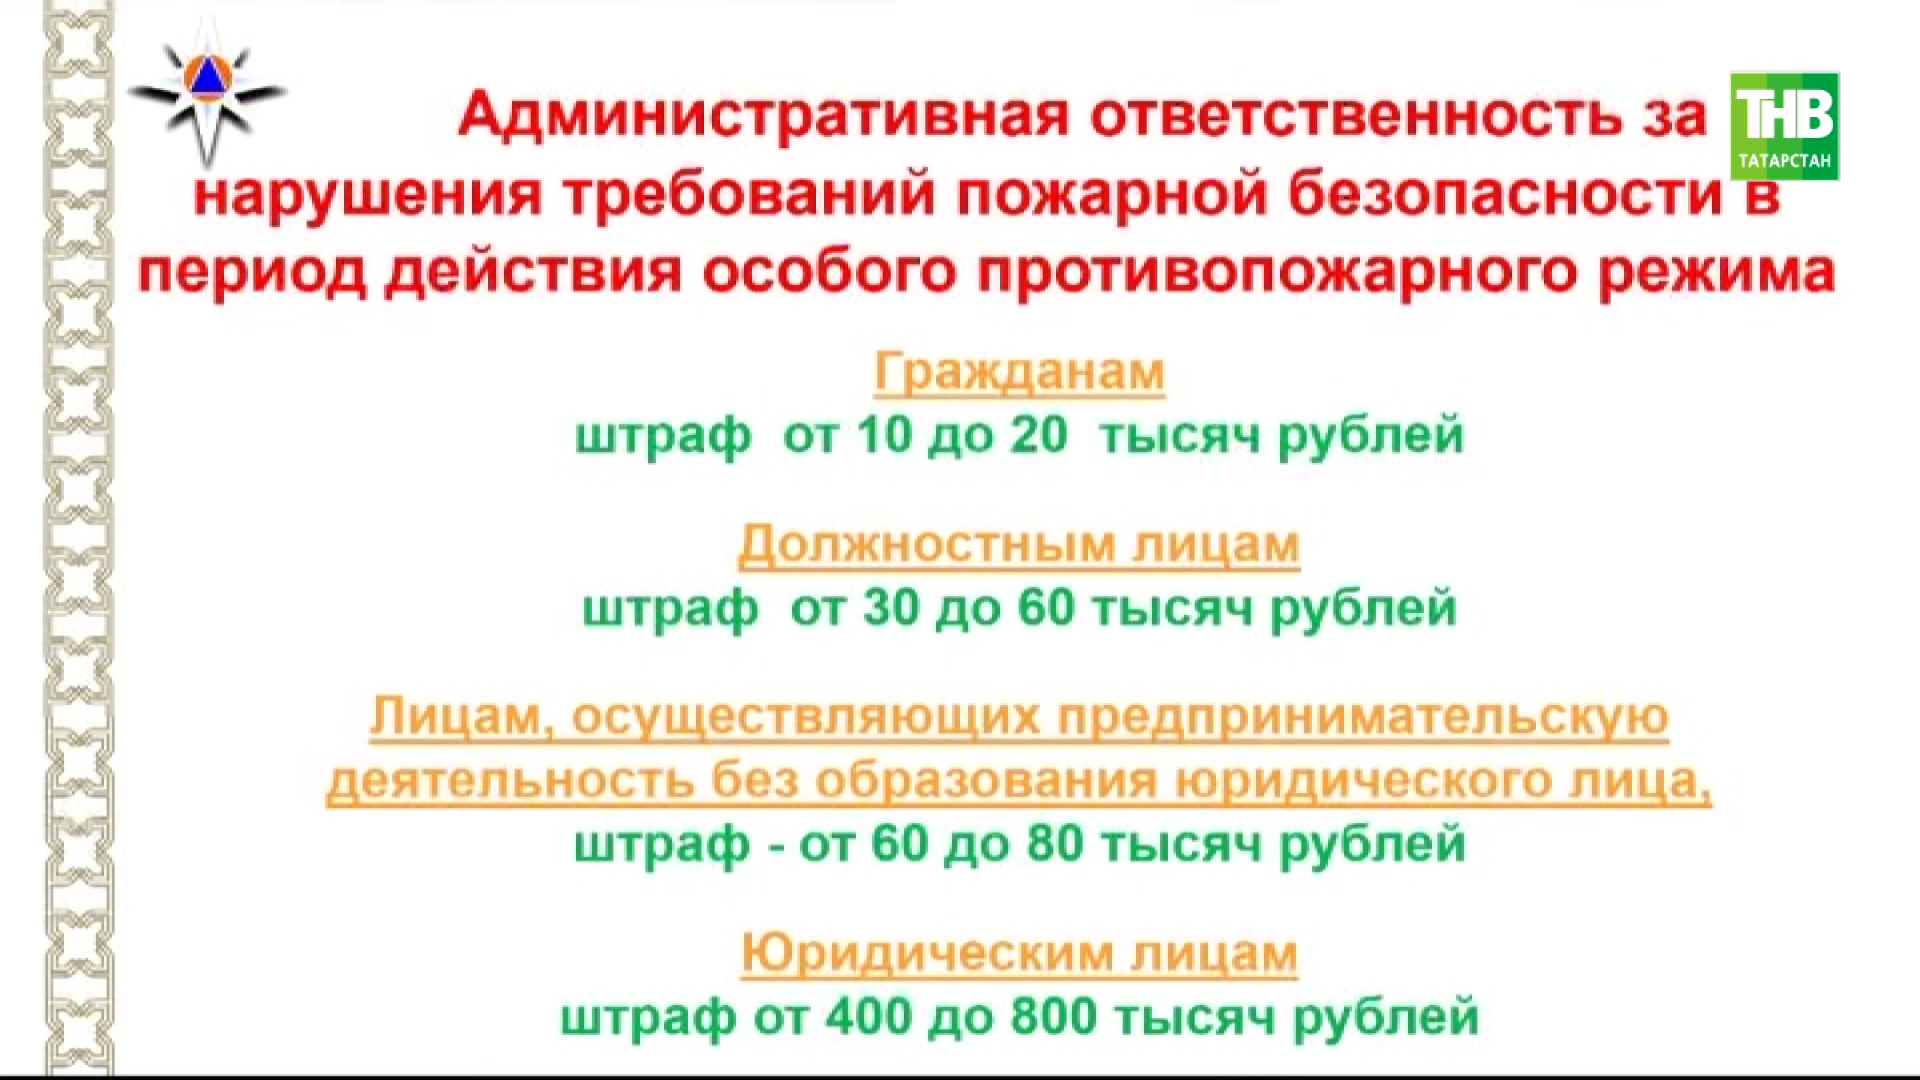 Административная ответственность за
нарушения требований пожарной безопасности в
период действия особого противопожарного режима
ТНВ
ТАТАРСТАН
Гражданам
штраф от 10 до 20 тысяч рублей
Должностным лицам
штраф от 30 до 60 тысяч рублей
Лицам, осуществляющих предпринимательскую
деятельность без образования юридического лица,
штраф - от 60 до 80 тысяч рублей
Юридическим лицам
штраф от 400 до 800 тысяч рублей